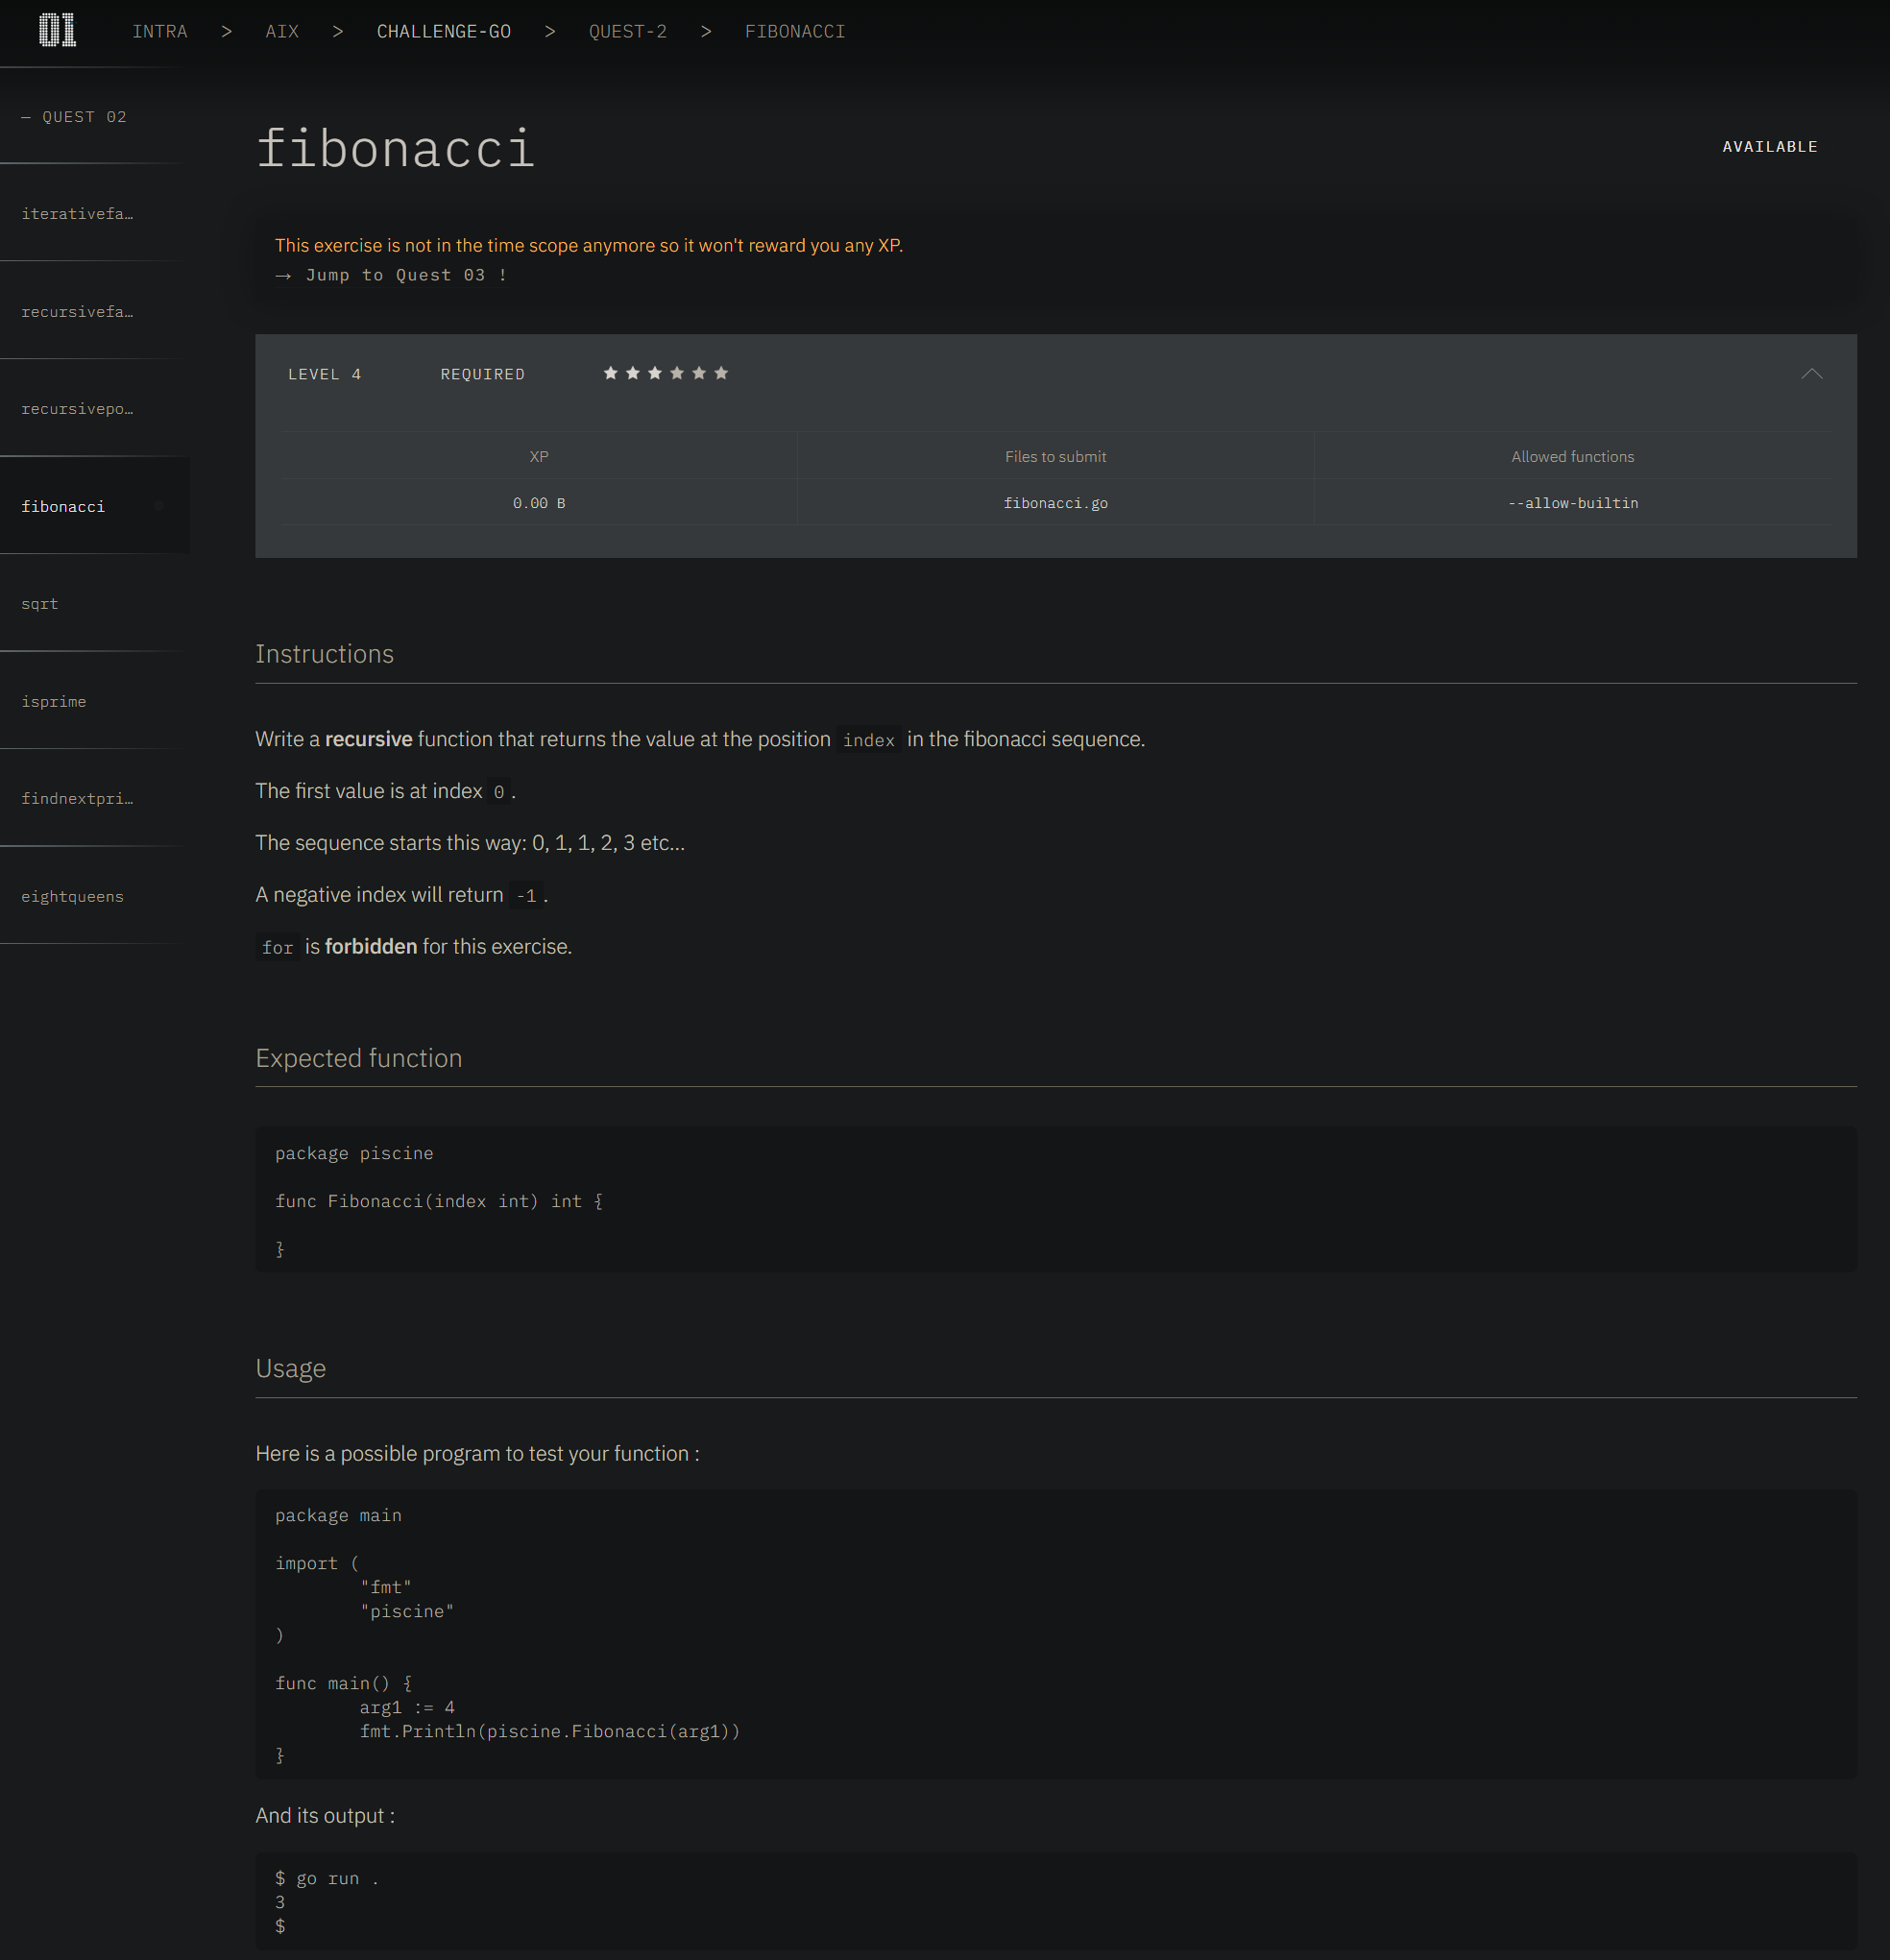 01
INTRA > AIX > CHALLENGE-GO > QUEST-2 > FIBONACCI
— QUEST 02
iterativefa…
recursivefa…
recursivepo…
fibonacci
sqrt
isprime
findnextpri…
eightqueens
fibonacci
AVAILABLE
This exercise is not in the time scope anymore so it won't reward you any XP.
→ Jump to Quest 03 !
LEVEL 4 REQUIRED ★★★★★★
XP Files to submit Allowed functions
0.00 B fibonacci.go --allow-builtin
Instructions
Write a recursive function that returns the value at the position index in the fibonacci sequence.
The first value is at index 0.
The sequence starts this way: 0, 1, 1, 2, 3 etc...
A negative index will return -1.
for is forbidden for this exercise.
Expected function
package piscine
func Fibonacci(index int) int {
}
Usage
Here is a possible program to test your function :
package main
import (
"fmt"
"piscine"
)
func main() {
arg1 := 4
fmt.Println(piscine.Fibonacci(arg1))
}
And its output :
$ go run .
3
$